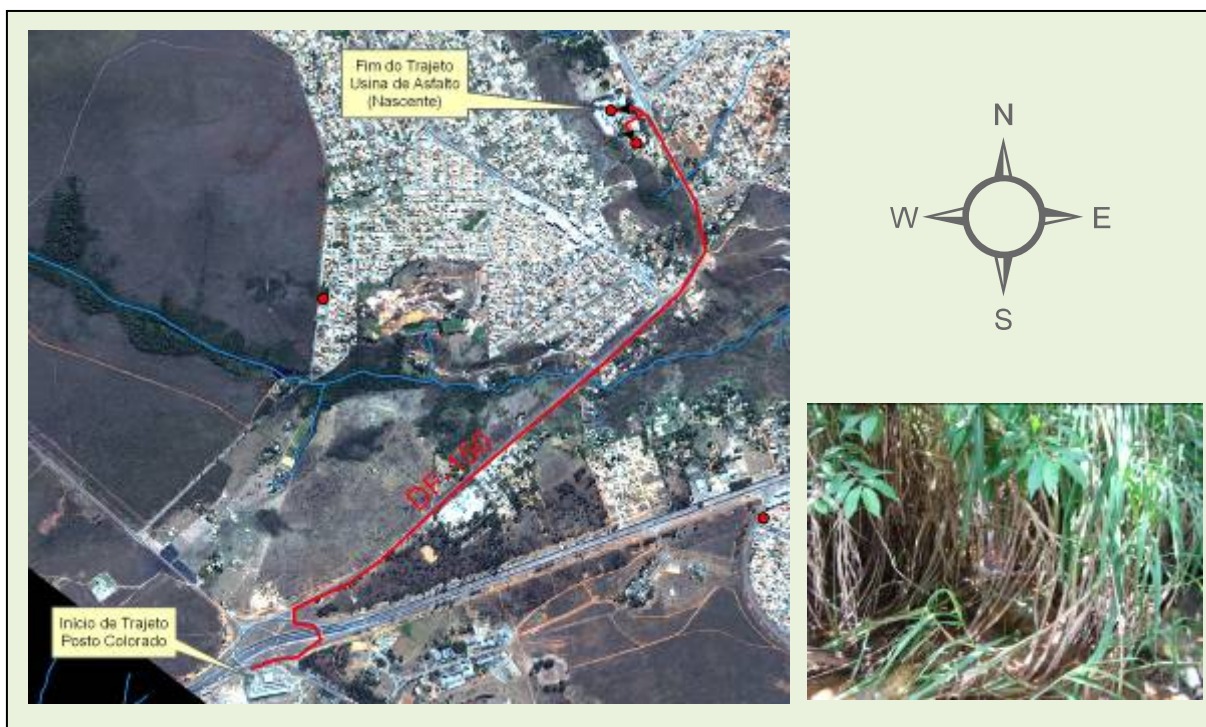 Fim do Trajeto
Usina de Asfalto
(Nascente)
N
W
E
S
DF-150
Início de Trajeto
Posto Colorado